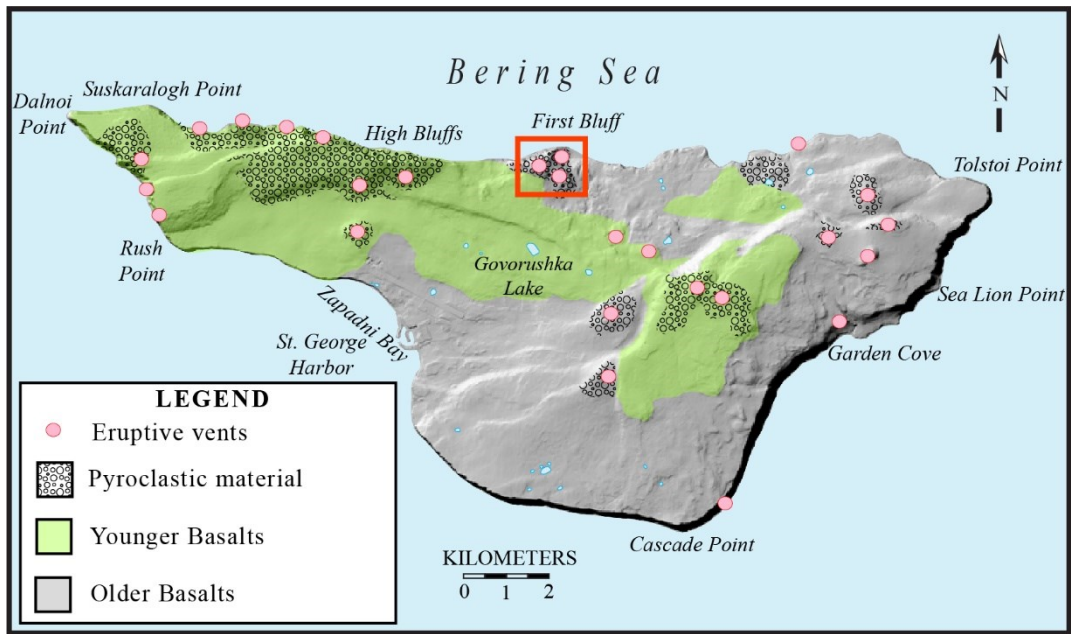 Bering Sea
N
Suskaralogh Point
Dalnoi
Point
High Bluffs
First Bluff
Tolstoi Point
Rush
Point
Govorushka
Lake
Sea Lion Point
Zapadni Bay
St. George
Harbor
Garden Cove
Cascade Point
LEGEND
Eruptive vents
Pyroclastic material
Younger Basalts
Older Basalts
KILOMETERS
0 1 2